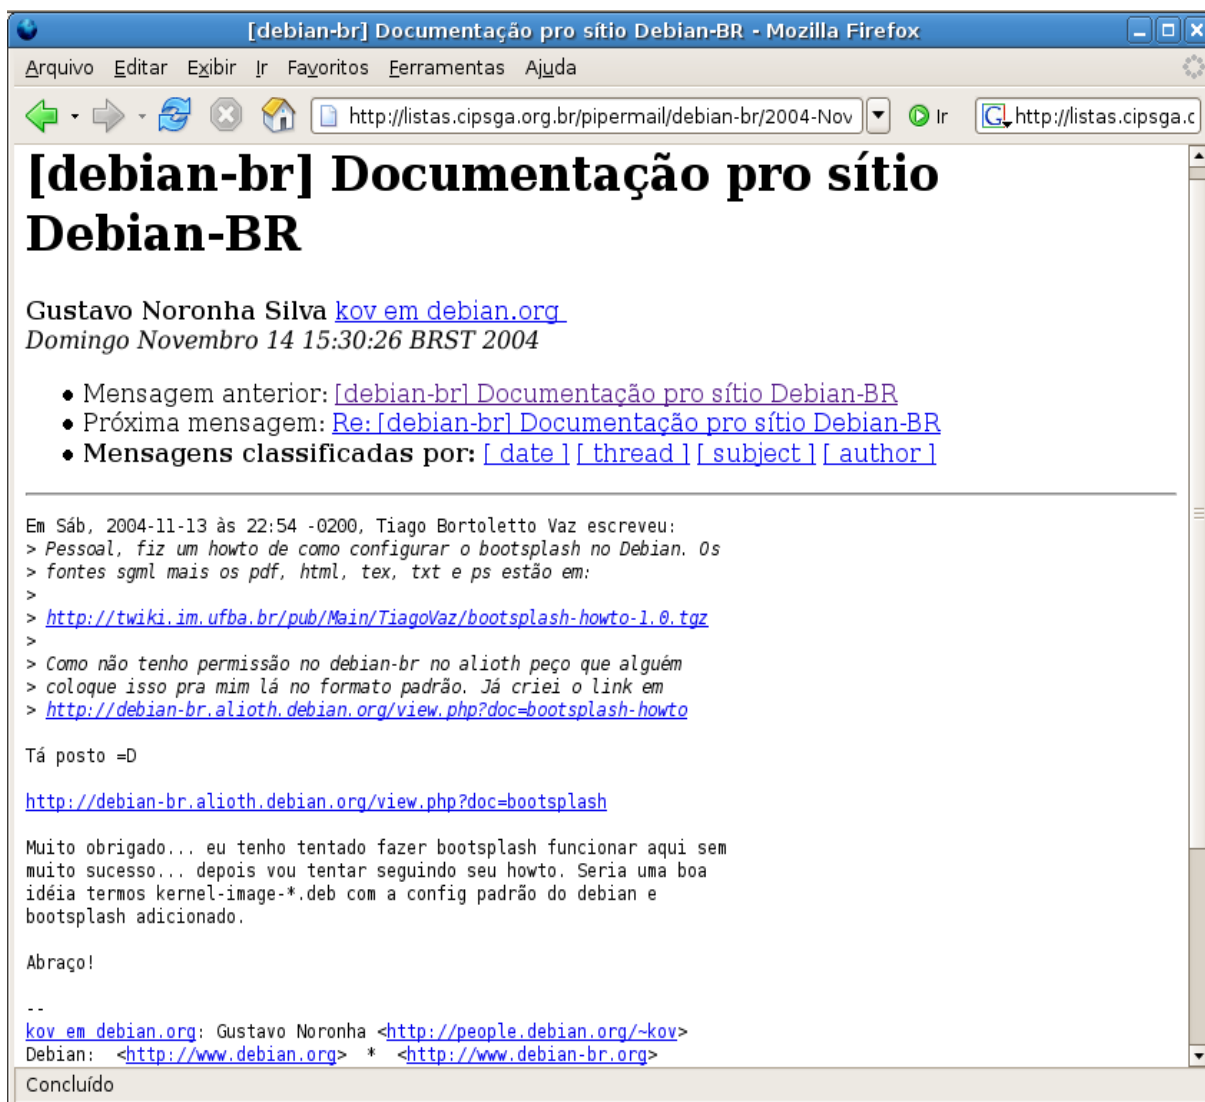 [debian-br] Documentação pro sítio Debian-BR - Mozilla Firefox
Arquivo Editar Exibir Ir Favoritos Ferramentas Ajuda
http://listas.cipsga.org.br/pipermail/debian-br/2004-Nov Ir G http://listas.cipsga.c
[debian-br] Documentação pro sítio
Debian-BR
Gustavo Noronha Silva kov em debian.org
Domingo Novembro 14 15:30:26 BRST 2004
• Mensagem anterior: [debian-br] Documentação pro sítio Debian-BR
• Próxima mensagem: Re: [debian-br] Documentação pro sítio Debian-BR
• Mensagens classificadas por: [ date ] [ thread ] [ subject ] [ author ]
Em Sáb, 2004-11-13 às 22:54 -0200, Tiago Bortoletto Vaz escreveu:
> Pessoal, fiz um howto de como configurar o bootsplash no Debian. Os
> fontes sgml mais os pdf, html, tex, txt e ps estão em:
>
> http://twiki.im.ufba.br/pub/Main/TiagoVaz/bootsplash-howto-1.0.tgz
>
> Como não tenho permissão no debian-br no alioth peço que alguém
> coloque isso pra mim lá no formato padrão. Já criei o link em
> http://debian-br.alioth.debian.org/view.php?doc=bootsplash-howto
Tá posto =D
http://debian-br.alioth.debian.org/view.php?doc=bootsplash
Muito obrigado... eu tenho tentado fazer bootsplash funcionar aqui sem
muito sucesso... depois vou tentar seguindo seu howto. Seria uma boa
idéia termos kernel-image-*.deb com a config padrão do debian e
bootsplash adicionado.
Abraço!
--
kov em debian.org: Gustavo Noronha <http://people.debian.org/~kov>
Debian: <http://www.debian.org> * <http://www.debian-br.org>
Concluído